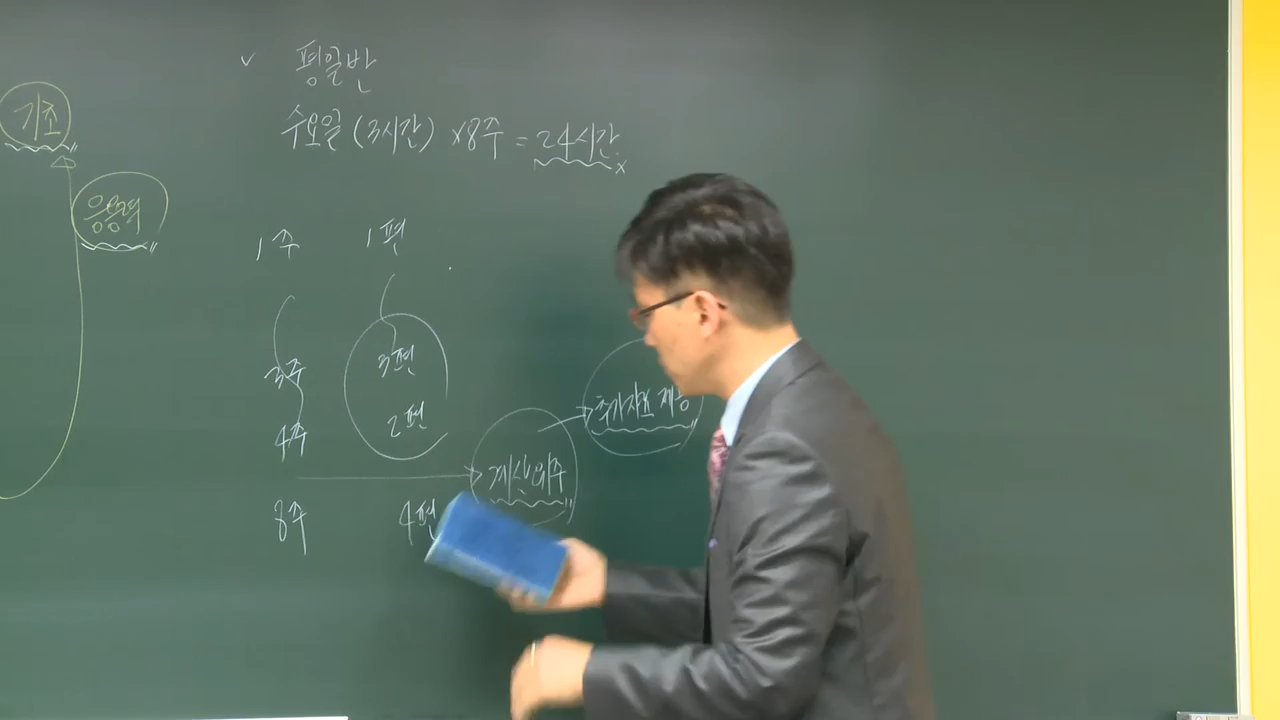 평일반
수요일 (3시간) ×8주 = 24시간
기초
응용력
1주 1편
3주 3편
4주 2편
계산위주
추가자료 제공
8주 4편